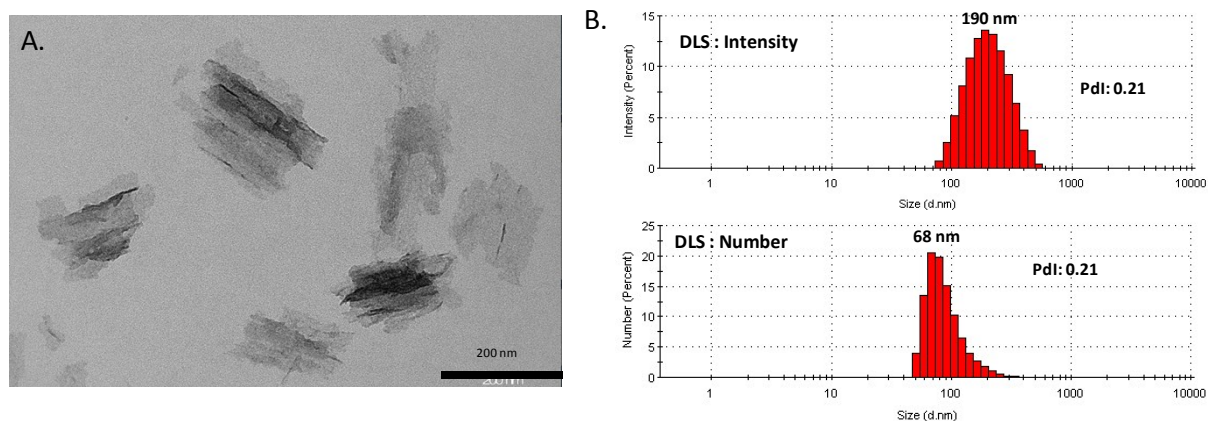 A.
200 nm
200 nm
B.
DLS : Intensity
190 nm
PdI: 0.21
Intensity (Percent)
15
10
5
0
1 10 100 1000 10000
Size (d.nm)
DLS : Number
68 nm
PdI: 0.21
Number (Percent)
25
20
15
10
5
0
1 10 100 1000 10000
Size (d.nm)